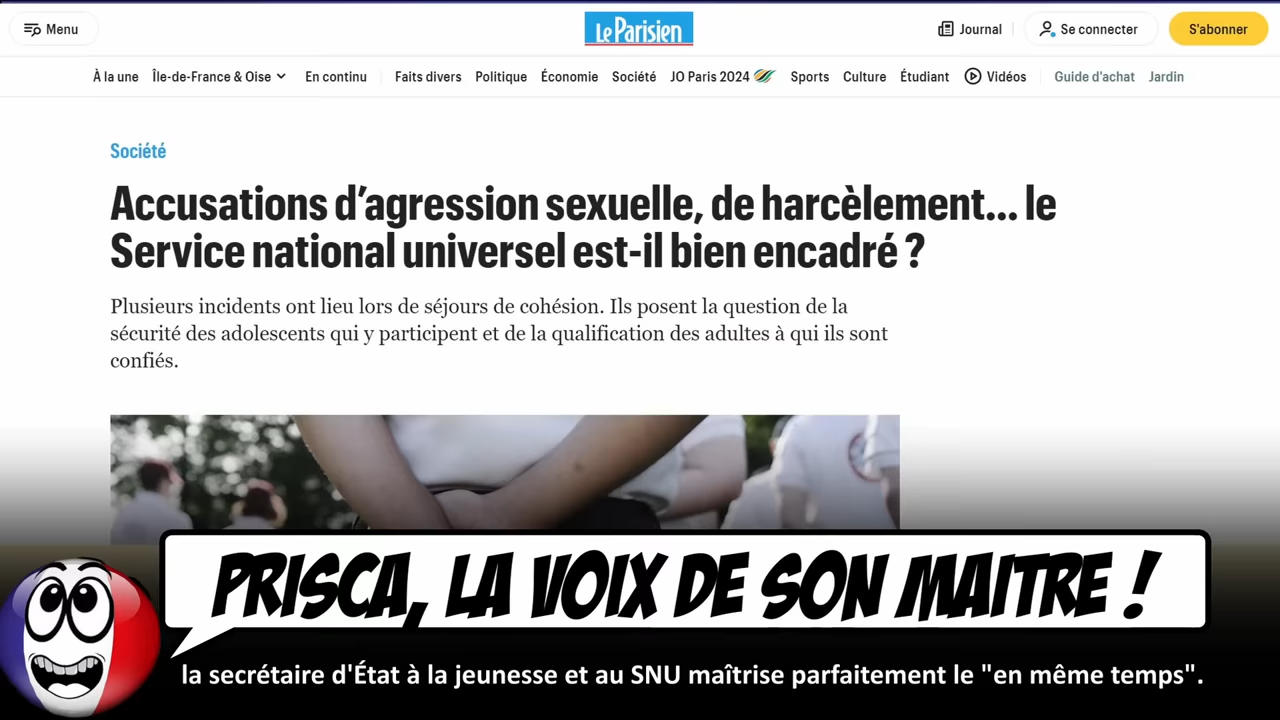 Menu
Le Parisien
Journal
Se connecter
S'abonner
À la une Île-de-France & Oise En continu Faits divers Politique Économie Société JO Paris 2024 Sports Culture Étudiant Vidéos Guide d'achat Jardin
Société
Accusations d'agression sexuelle, de harcèlement... le
Service national universel est-il bien encadré ?
Plusieurs incidents ont lieu lors de séjours de cohésion. Ils posent la question de la
sécurité des adolescents qui y participent et de la qualification des adultes à qui ils sont
confiés.
PRISCA, LA VOIX DE SON MAITRE !
la secrétaire d'État à la jeunesse et au SNU maîtrise parfaitement le "en même temps".